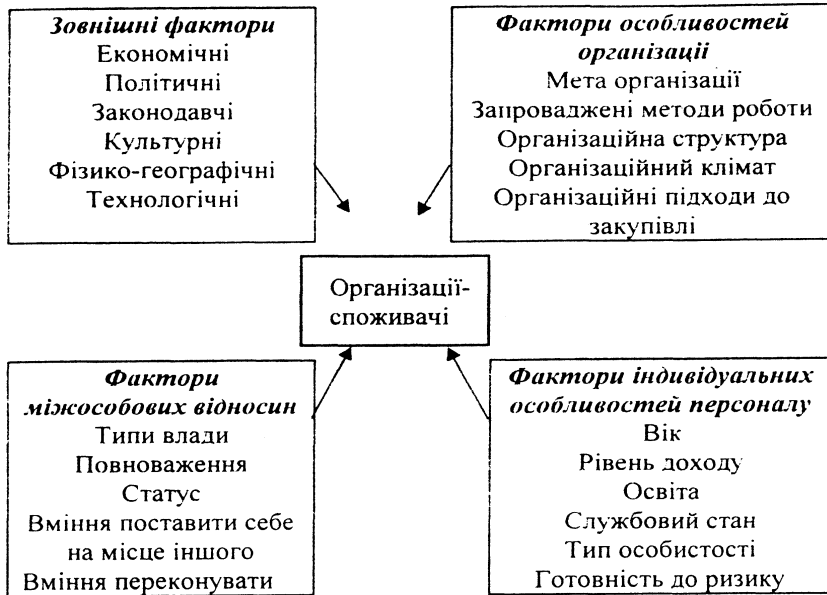 Зовнішні фактори
Економічні
Політичні
Законодавчі
Культурні
Фізико-географічні
Технологічні
Фактори особливостей
організації
Мета організації
Запроваджені методи роботи
Організаційна структура
Організаційний клімат
Організаційні підходи до
закупівлі
Організації-
споживачі
Фактори
міжособових відносин
Типи влади
Повноваження
Статус
Вміння поставити себе
на місце іншого
Вміння переконувати
Фактори індивідуальних
особливостей персоналу
Вік
Рівень доходу
Освіта
Службовий стан
Тип особистості
Готовність до ризику